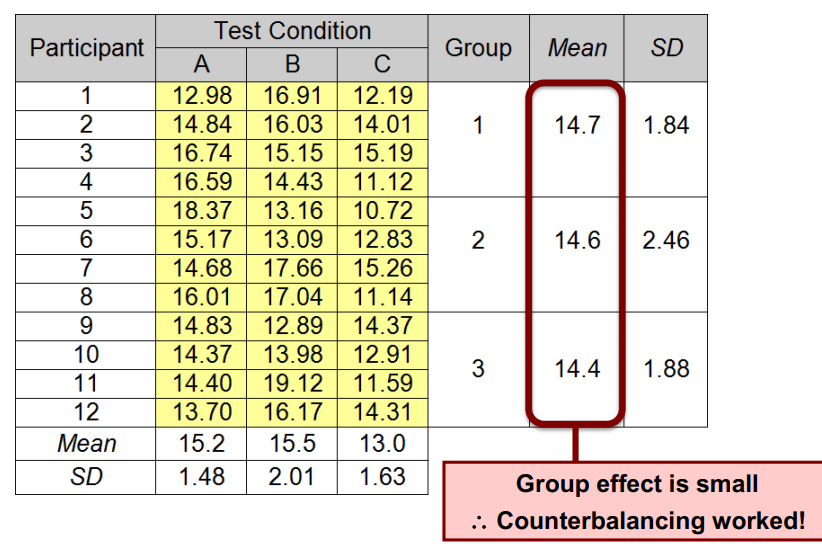 Participant Test Condition Group Mean SD
A B C
1 12.98 16.91 12.19
2 14.84 16.03 14.01 1 14.7 1.84
3 16.74 15.15 15.19
4 16.59 14.43 11.12
5 18.37 13.16 10.72
6 15.17 13.09 12.83 2 14.6 2.46
7 14.68 17.66 15.26
8 16.01 17.04 11.14
9 14.83 12.89 14.37
10 14.37 13.98 12.91 3 14.4 1.88
11 14.40 19.12 11.59
12 13.70 16.17 14.31
Mean 15.2 15.5 13.0
SD 1.48 2.01 1.63
Group effect is small
∴ Counterbalancing worked!